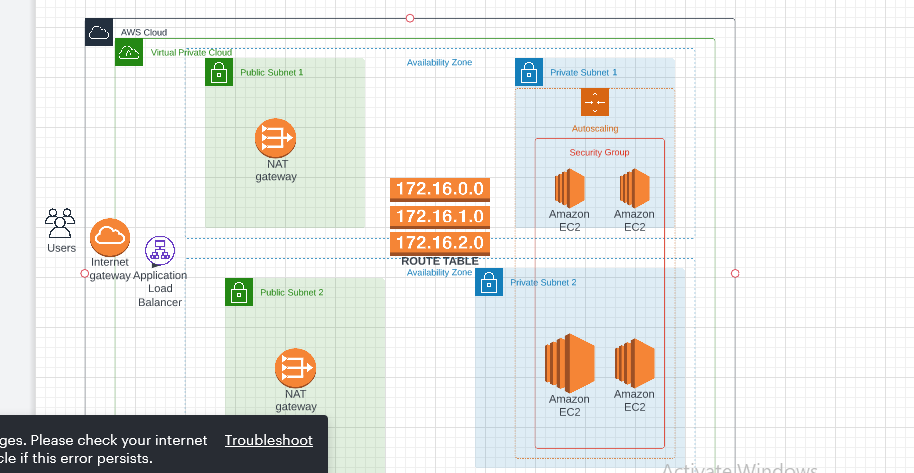 AWS Cloud
Virtual Private Cloud
Public Subnet 1
Availability Zone
Private Subnet 1
Autoscaling
Security Group
NAT
gateway
172.16.0.0
172.16.1.0
172.16.2.0
ROUTE TABLE
Amazon
EC2
Amazon
EC2
Users
Internet
gateway
Application
Load
Balancer
Availability Zone
Public Subnet 2
Private Subnet 2
NAT
gateway
Amazon
EC2
Amazon
EC2
ges. Please check your internet
cle if this error persists.
Troubleshoot
Activate Windows